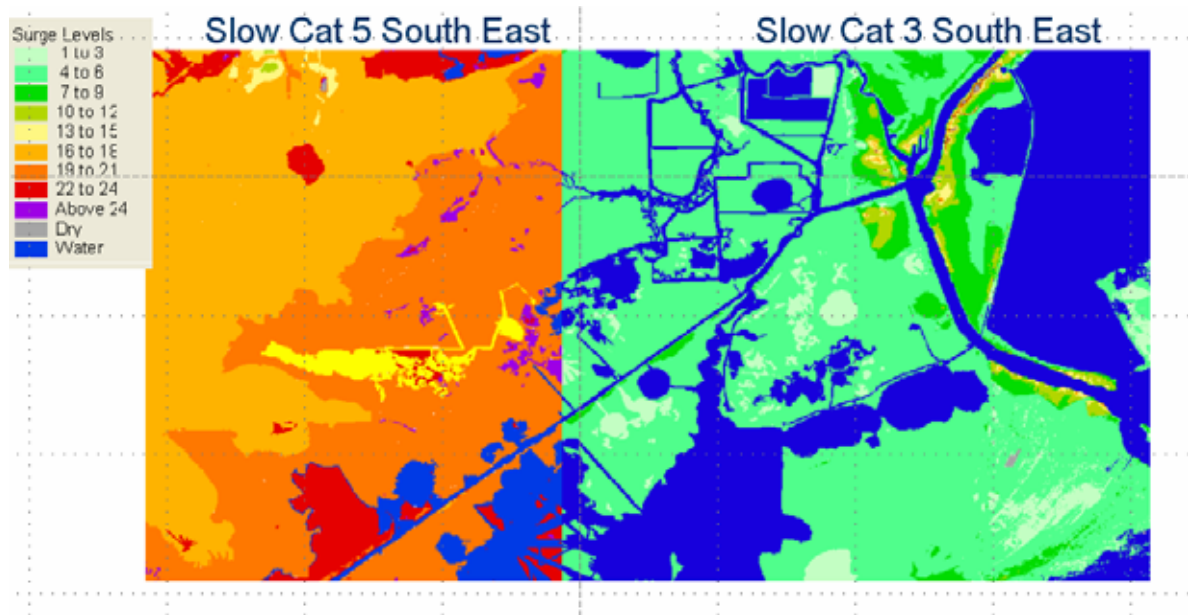 Slow Cat 5 South East
Slow Cat 3 South East
Surge Levels
1 to 3
4 to 6
7 to 9
10 to 12
13 to 15
16 to 18
19 to 21
22 to 24
Above 24
Dry
Water